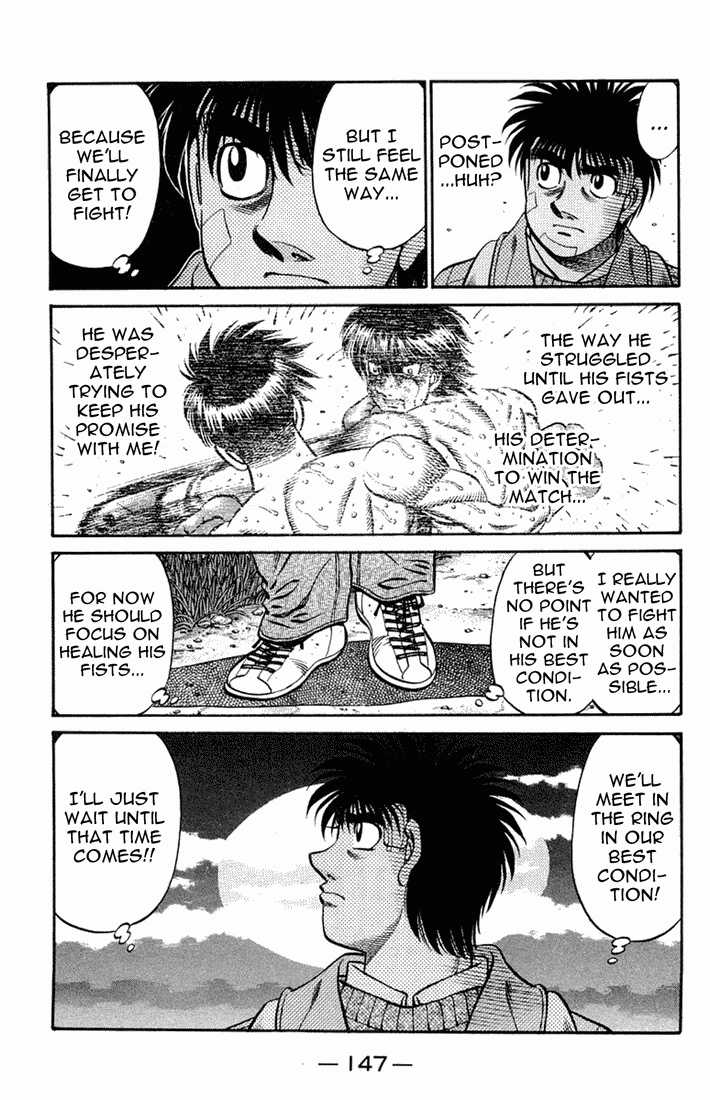 ...
POST-
PONED
...HUH?
BUT I
STILL FEEL
THE SAME
WAY...
BECAUSE
WE'LL
FINALLY
GET TO
FIGHT!
THE WAY HE
STRUGGLED
UNTIL HIS FISTS
GAVE OUT...
HIS DETER-
MINATION
TO WIN THE
MATCH...
HE WAS
DESPER-
ATELY
TRYING TO
KEEP HIS
PROMISE
WITH ME!
I REALLY
WANTED
TO FIGHT
HIM AS
SOON
AS POS-
SIBLE...
BUT
THERE'S
NO POINT
IF HE'S
NOT IN
HIS BEST
CONDI-
TION.
FOR NOW
HE SHOULD
FOCUS ON
HEALING HIS
FISTS...
WE'LL
MEET IN
THE RING
IN OUR
BEST
CONDI-
TION!
I'LL JUST
WAIT UNTIL
THAT TIME
COMES!!
— 147 —